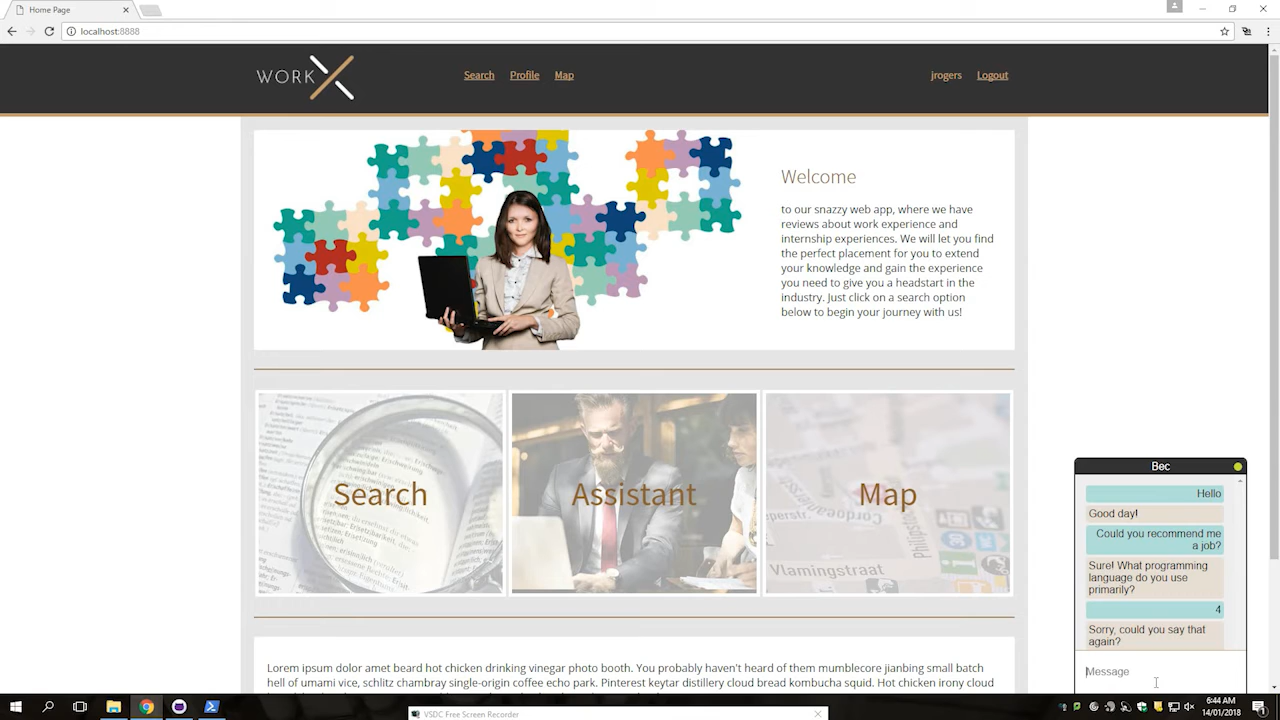 Home Page
localhost:8888
WORK
Search Profile Map
jrogers Logout
Welcome
to our snazzy web app, where we have
reviews about work experience and
internship experiences. We will let you find
the perfect placement for you to extend
your knowledge and gain the experience
you need to give you a headstart in the
industry. Just click on a search option
below to begin your journey with us!
Search
Assistant
Map
Vlamingstraat
Lorem ipsum dolor amet beard hot chicken drinking vinegar photo booth. You probably haven't heard of them mumblecore jianbing small batch
hell of umami vice, schlitz chambray single-origin coffee echo park. Pinterest keytar distillery cloud bread kombucha squid. Hot chicken irony cloud
Bec
Hello
Good day!
Could you recommend me
a job?
Sure! What programming
language do you use
primarily?
4
Sorry, could you say that
again?
Message
VSDC Free Screen Recorder
6:44 AM
14/01/2018